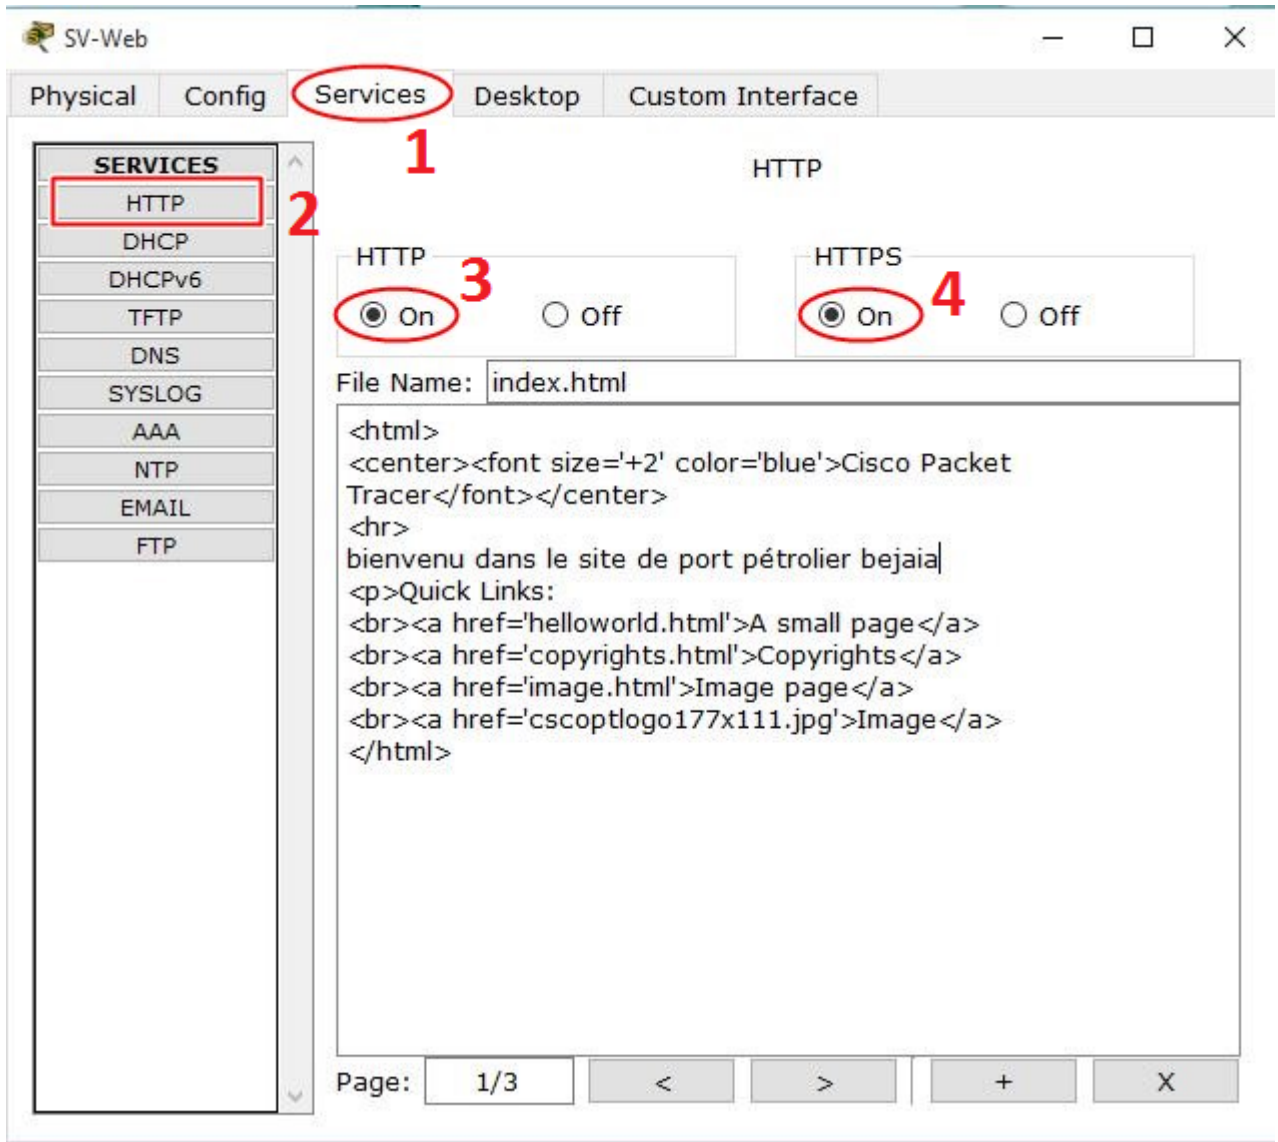 SV-Web
Physical Config Services Desktop Custom Interface
1
SERVICES
HTTP
2
DHCP
DHCPv6
TFTP
DNS
SYSLOG
AAA
NTP
EMAIL
FTP
HTTP
HTTP
3
On Off
HTTPS
4
On Off
File Name: index.html
<html>
<center><font size='+2' color='blue'>Cisco Packet
Tracer</font></center>
<hr>
bienvenu dans le site de port pétrolier bejaia
<p>Quick Links:
<br><a href='helloworld.html'>A small page</a>
<br><a href='copyrights.html'>Copyrights</a>
<br><a href='image.html'>Image page</a>
<br><a href='cscoptlogo177x111.jpg'>Image</a>
</html>
Page: 1/3 < > + X